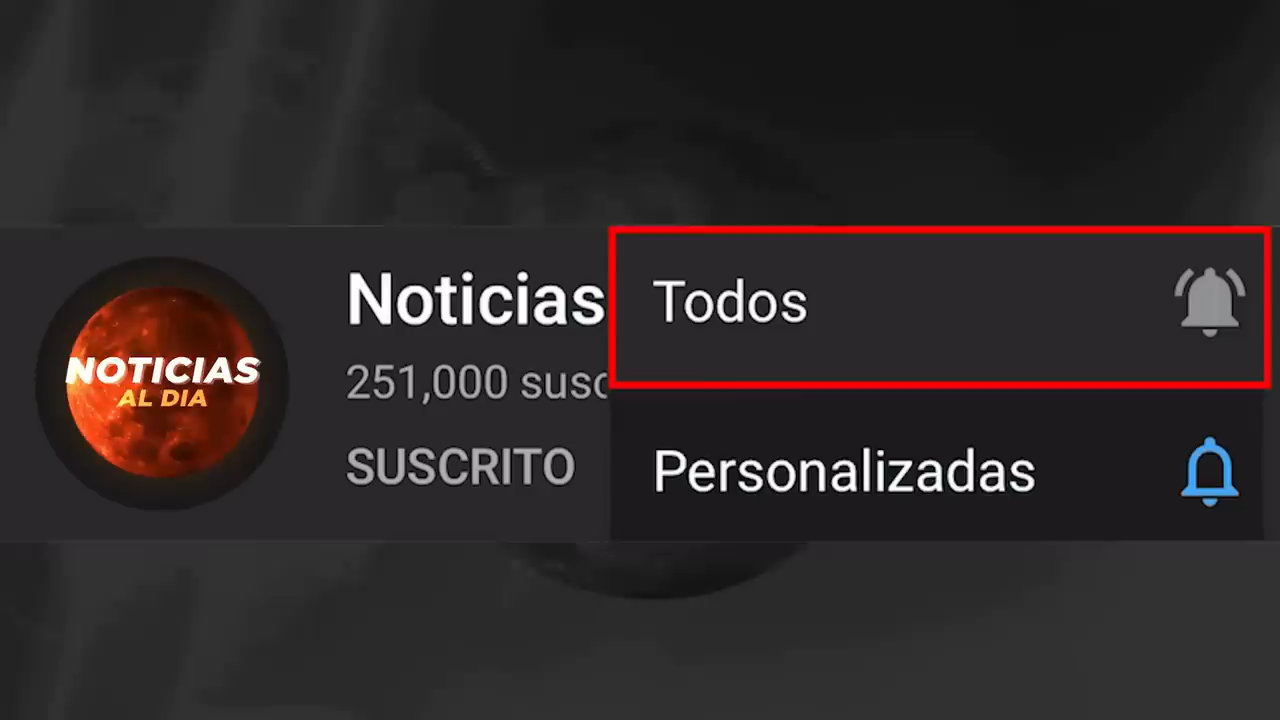 NOTICIAS
AL DIA
Noticias
251,000 susc
SUSCRITO
Todos
Personalizadas